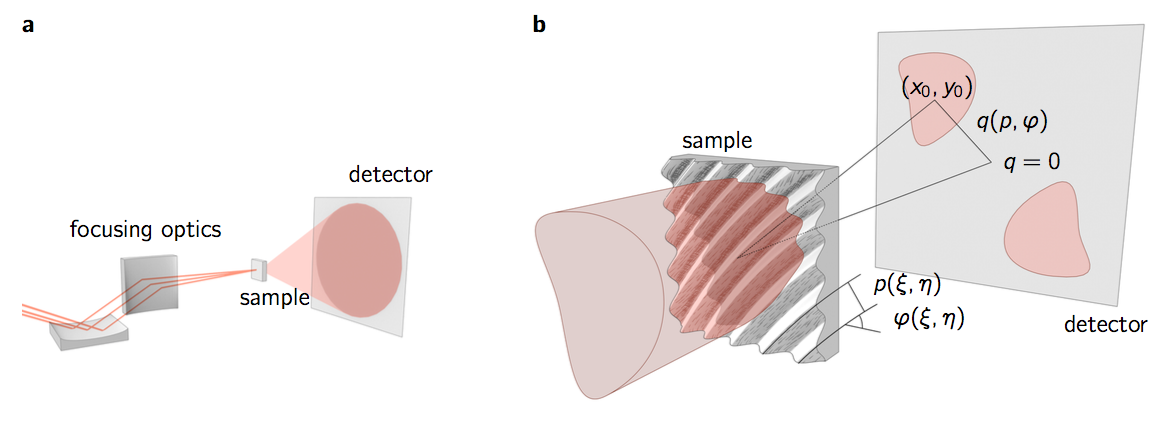 a
focusing optics
sample
detector
b
sample
(x₀, y₀)
q(p, φ)
q = 0
p(ξ, η)
φ(ξ, η)
detector